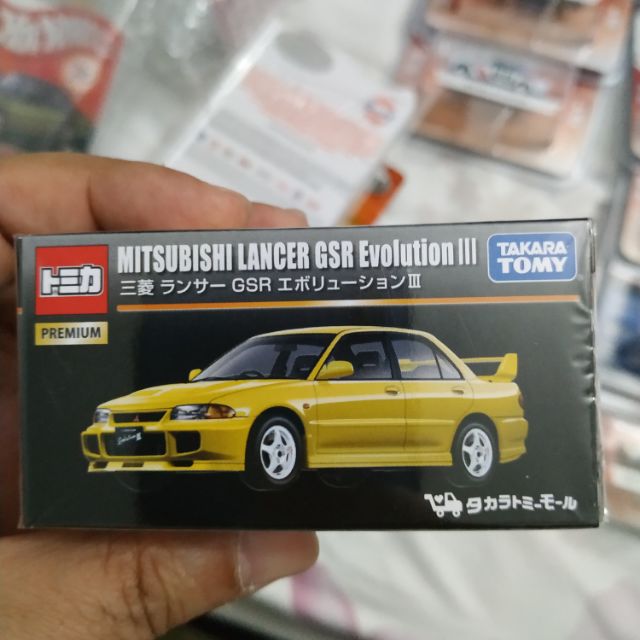 MITSUBISHI LANCER GSR Evolution III
トミカ
三菱 ランサー GSR エボリューションIII
TAKARA
TOMY
PREMIUM
Evolution III
タカラトミーモール